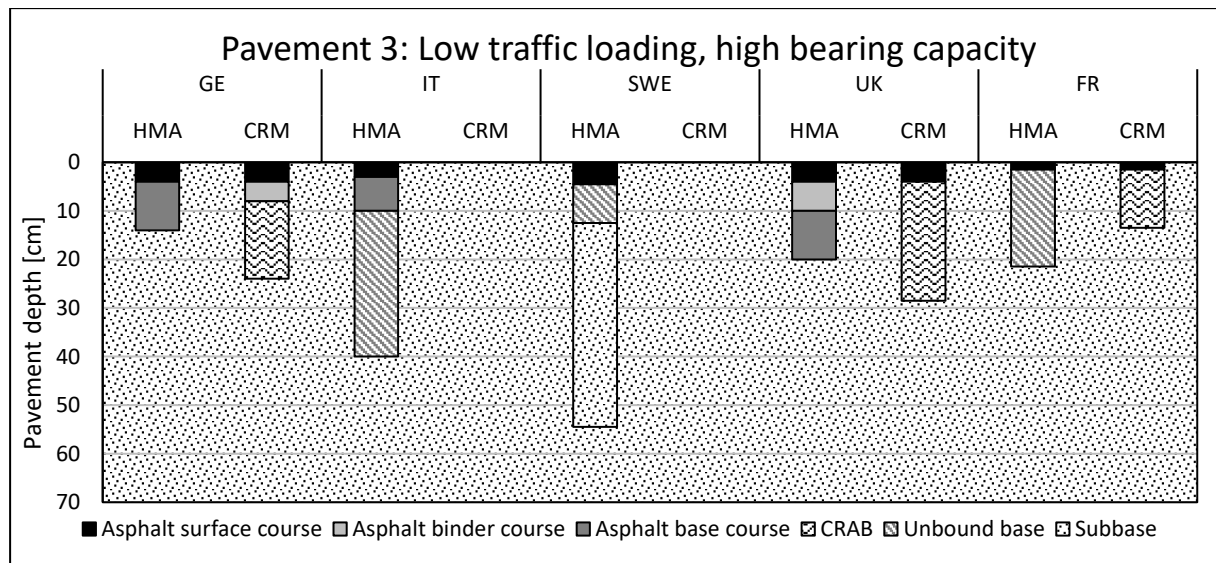 Pavement 3: Low traffic loading, high bearing capacity
GE IT SWE UK FR
HMA CRM HMA CRM HMA CRM HMA CRM HMA CRM
0
10
20
30
40
50
60
70
Pavement depth [cm]
Asphalt surface course Asphalt binder course Asphalt base course CRAB Unbound base Subbase